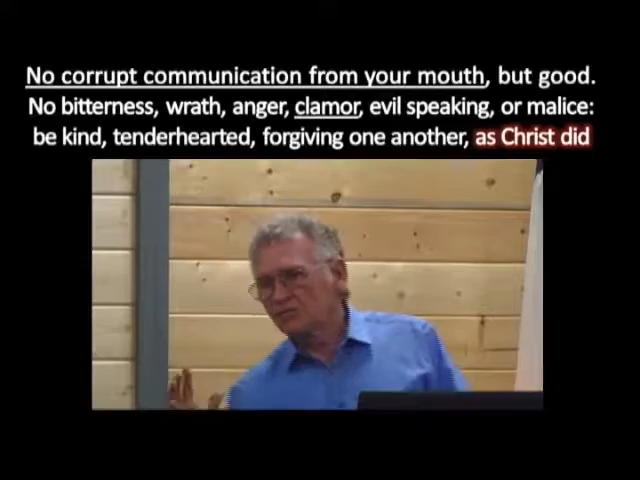 No corrupt communication from your mouth, but good.
No bitterness, wrath, anger, clamor, evil speaking, or malice:
be kind, tenderhearted, forgiving one another, as Christ did